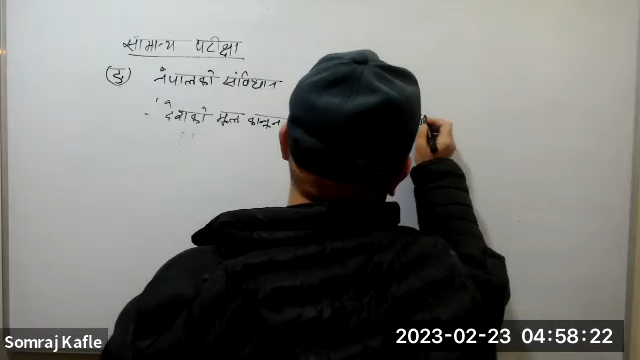 सामान्य परीक्षा
(ङ) नेपालको संविधान
- देशको मूल कानून
Somraj Kafle
2023-02-23 04:58:22